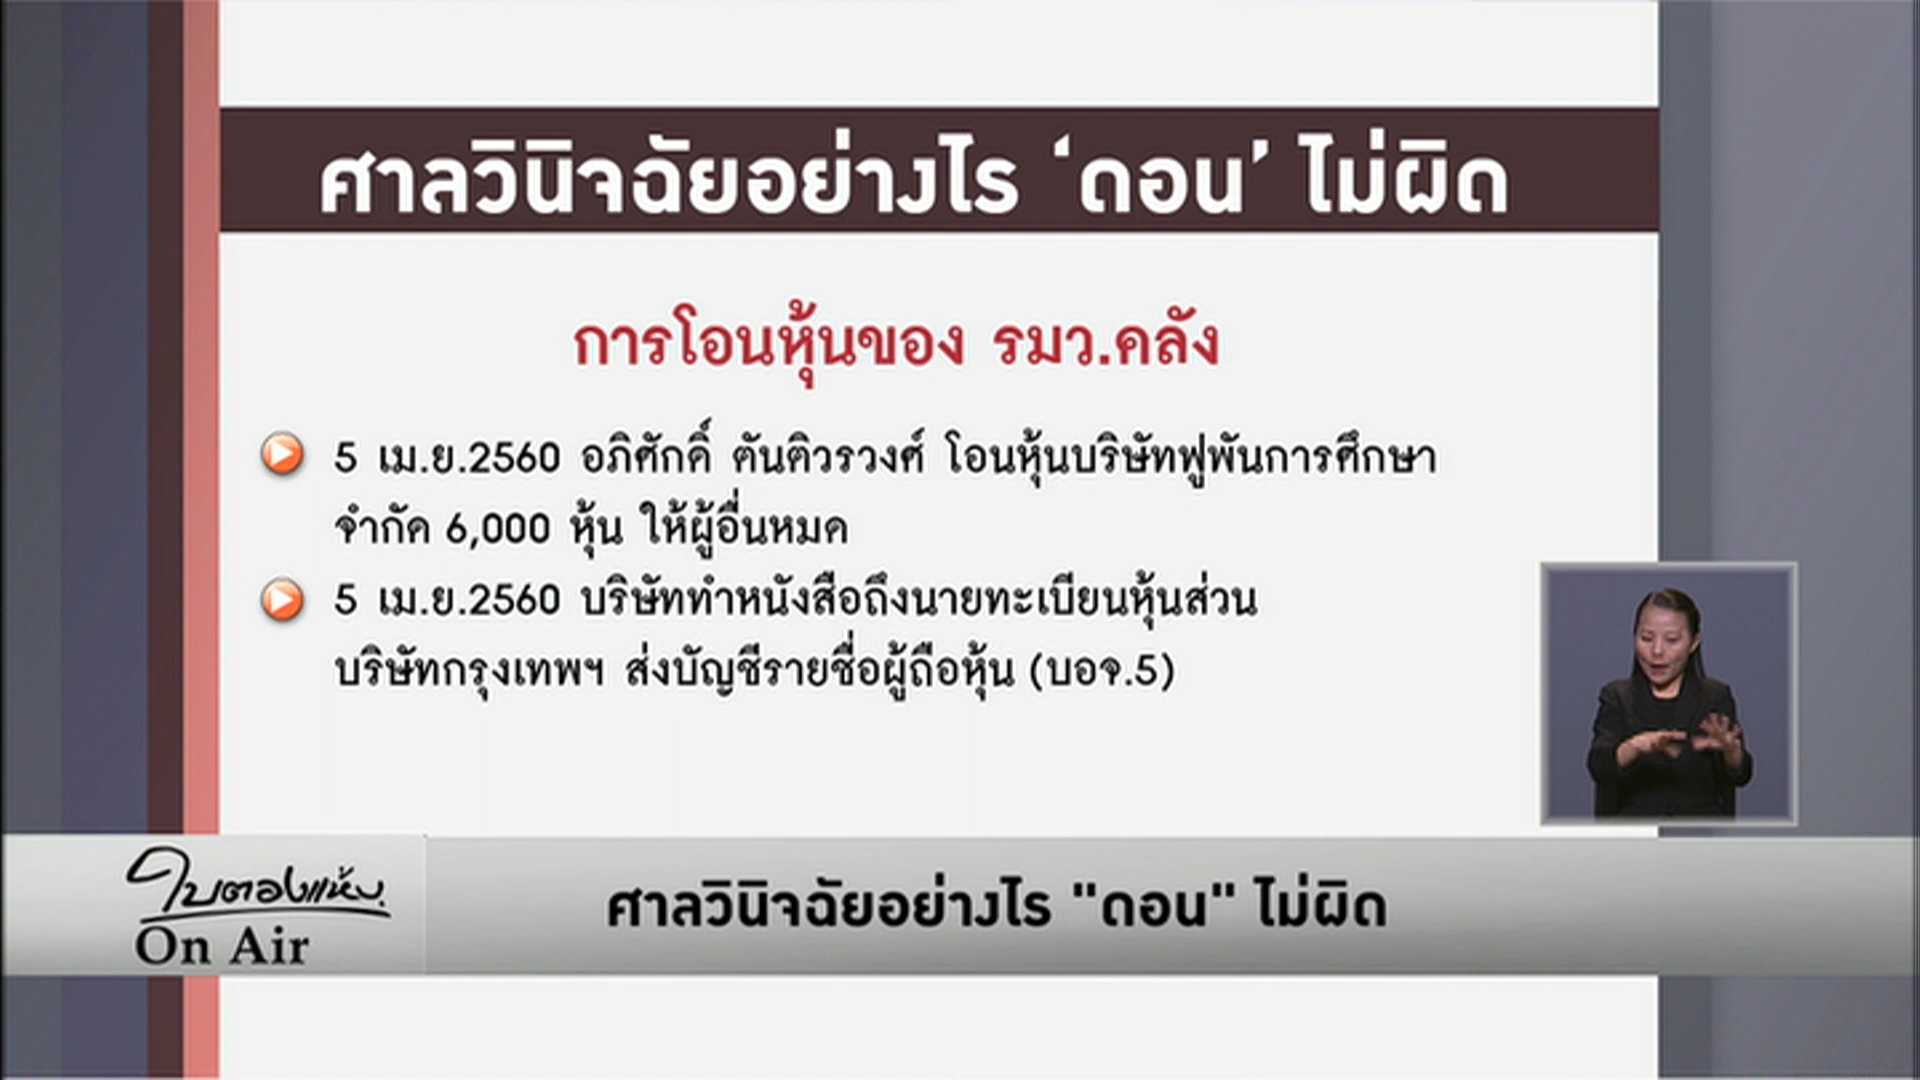 ศาลวินิจฉัยอย่างไร ‘ดอน’ ไม่ผิด
การโอนหุ้นของ รมว.คลัง
5 เม.ย.2560 อภิศักดิ์ ตันติวรวงศ์ โอนหุ้นบริษัทฟูพันการศึกษา
จำกัด 6,000 หุ้น ให้ผู้อื่นหมด
5 เม.ย.2560 บริษัททำหนังสือถึงนายทะเบียนหุ้นส่วน
บริษัทกรุงเทพฯ ส่งบัญชีรายชื่อผู้ถือหุ้น (บอจ.5)
ใบตองแห้ง
On Air
ศาลวินิจฉัยอย่างไร "ดอน" ไม่ผิด